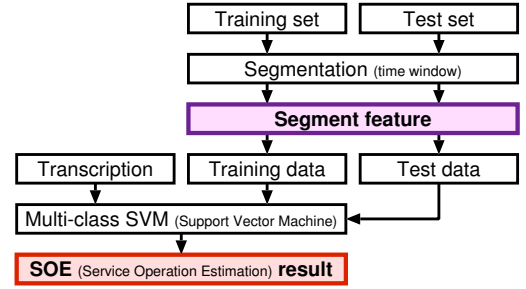 Training set Test set
Segmentation (time window)
Segment feature
Transcription Training data Test data
Multi-class SVM (Support Vector Machine)
SOE (Service Operation Estimation) result